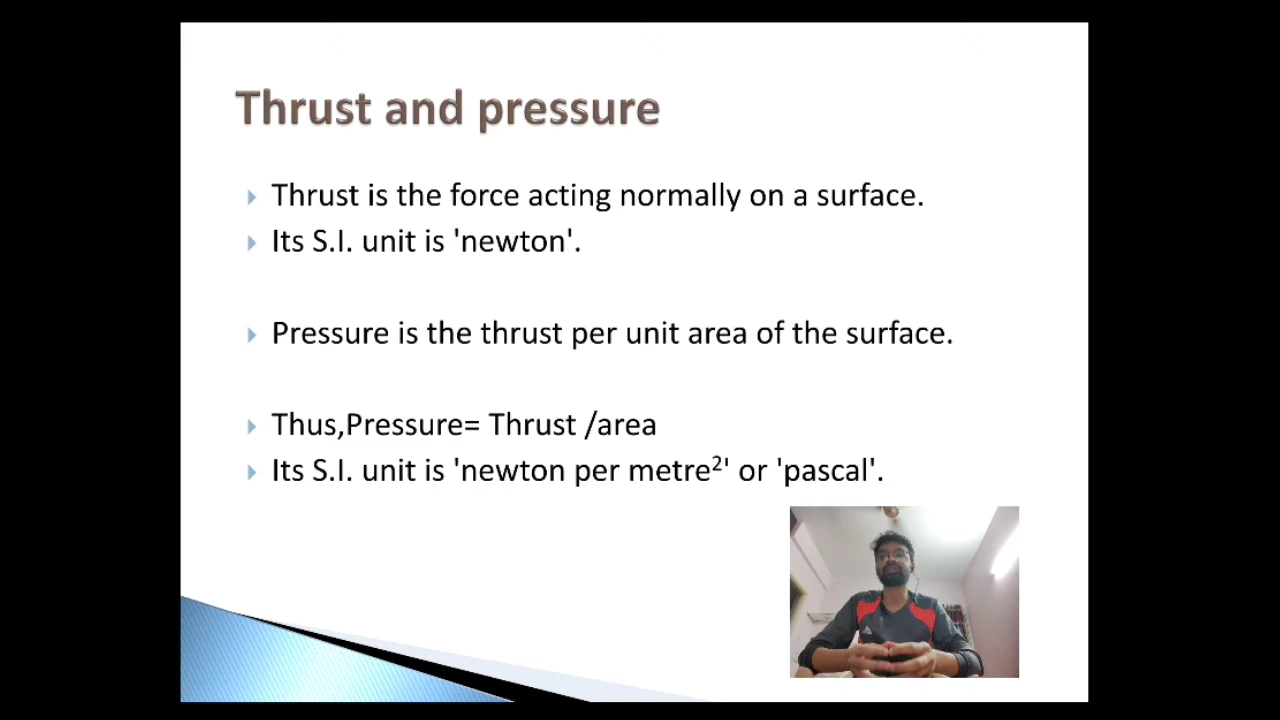 Thrust and pressure
Thrust is the force acting normally on a surface.
Its S.I. unit is 'newton'.
Pressure is the thrust per unit area of the surface.
Thus,Pressure= Thrust /area
Its S.I. unit is 'newton per metre²' or 'pascal'.